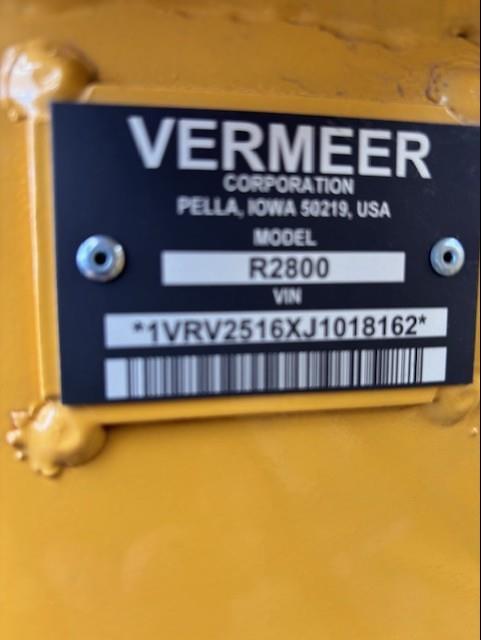 VERMEER
CORPORATION
PELLA, IOWA 50219, USA
MODEL
R2800
VIN
*1VRV2516XJ1018162*